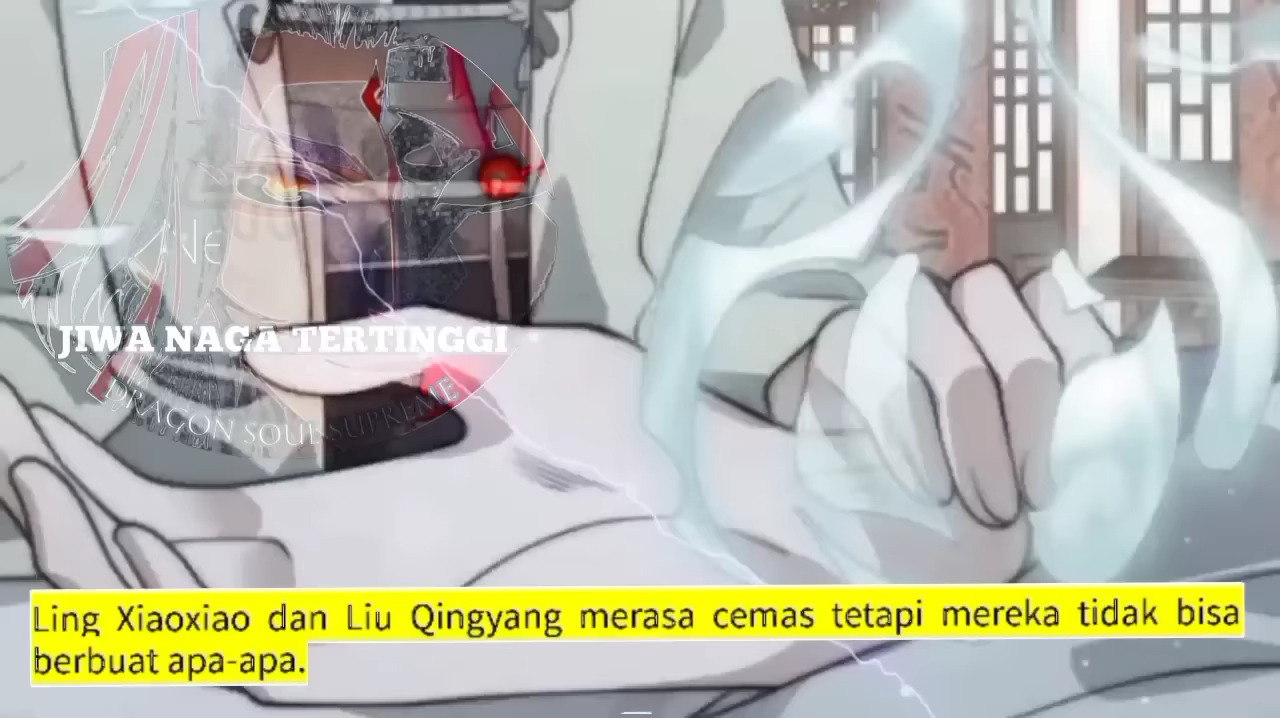 JIWA NAGA TERTINGGI
DRAGON SOUL SUPREME
Ling Xiaoxiao dan Liu Qingyang merasa cemas tetapi mereka tidak bisa
berbuat apa-apa.